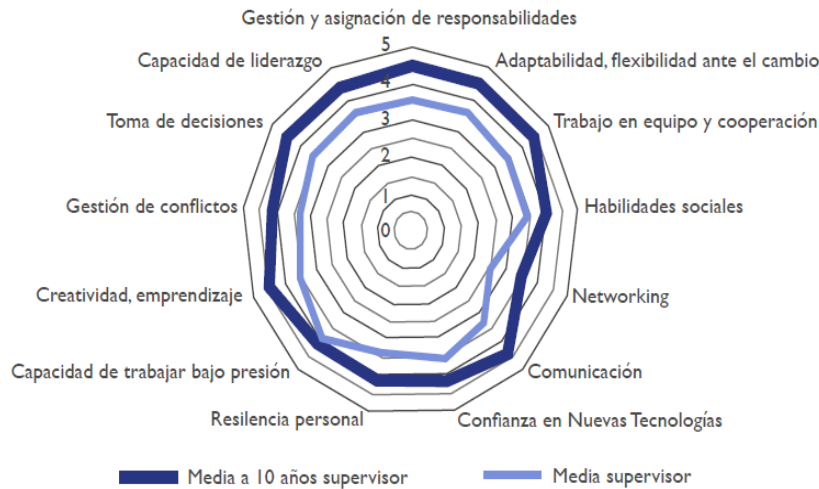 Gestión y asignación de responsabilidades
5
Capacidad de liderazgo
Adaptabilidad, flexibilidad ante el cambio
4
Toma de decisiones
3
Trabajo en equipo y cooperación
2
Gestión de conflictos
1
Habilidades sociales
0
Creatividad, emprendizaje
Networking
Capacidad de trabajar bajo presión
Comunicación
Resilencia personal
Confianza en Nuevas Tecnologías
Media a 10 años supervisor
Media supervisor